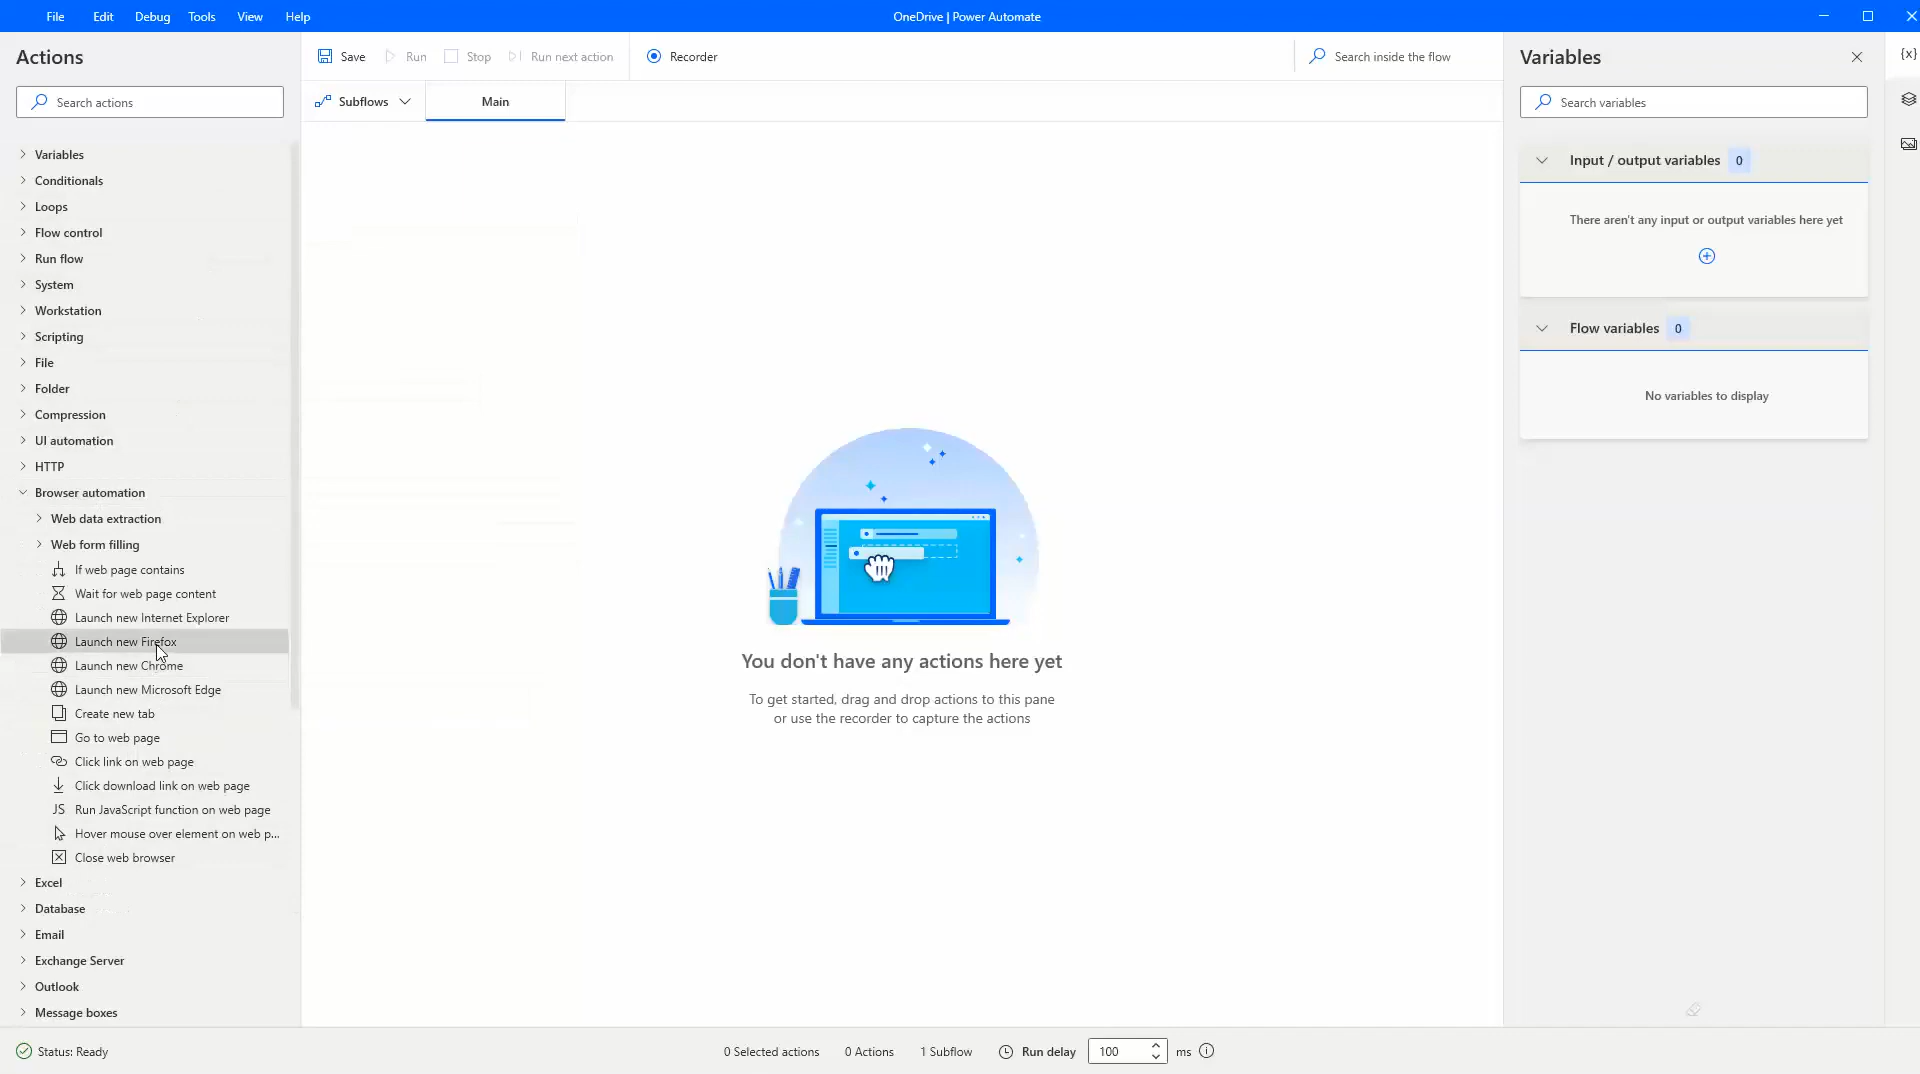 File Edit Debug Tools View Help
OneDrive | Power Automate
Actions
Search actions
Variables
Conditionals
Loops
Flow control
Run flow
System
Workstation
Scripting
File
Folder
Compression
UI automation
HTTP
Browser automation
Web data extraction
Web form filling
If web page contains
Wait for web page content
Launch new Internet Explorer
Launch new Firefox
Launch new Chrome
Launch new Microsoft Edge
Create new tab
Go to web page
Click link on web page
Click download link on web page
JS Run JavaScript function on web page
Hover mouse over element on web p...
Close web browser
Excel
Database
Email
Exchange Server
Outlook
Message boxes
Save Run Stop Run next action Recorder
Search inside the flow
Subflows Main
You don't have any actions here yet
To get started, drag and drop actions to this pane
or use the recorder to capture the actions
Variables
{x}
Search variables
Input / output variables 0
There aren't any input or output variables here yet
Flow variables 0
No variables to display
Status: Ready
0 Selected actions 0 Actions 1 Subflow Run delay 100 ms